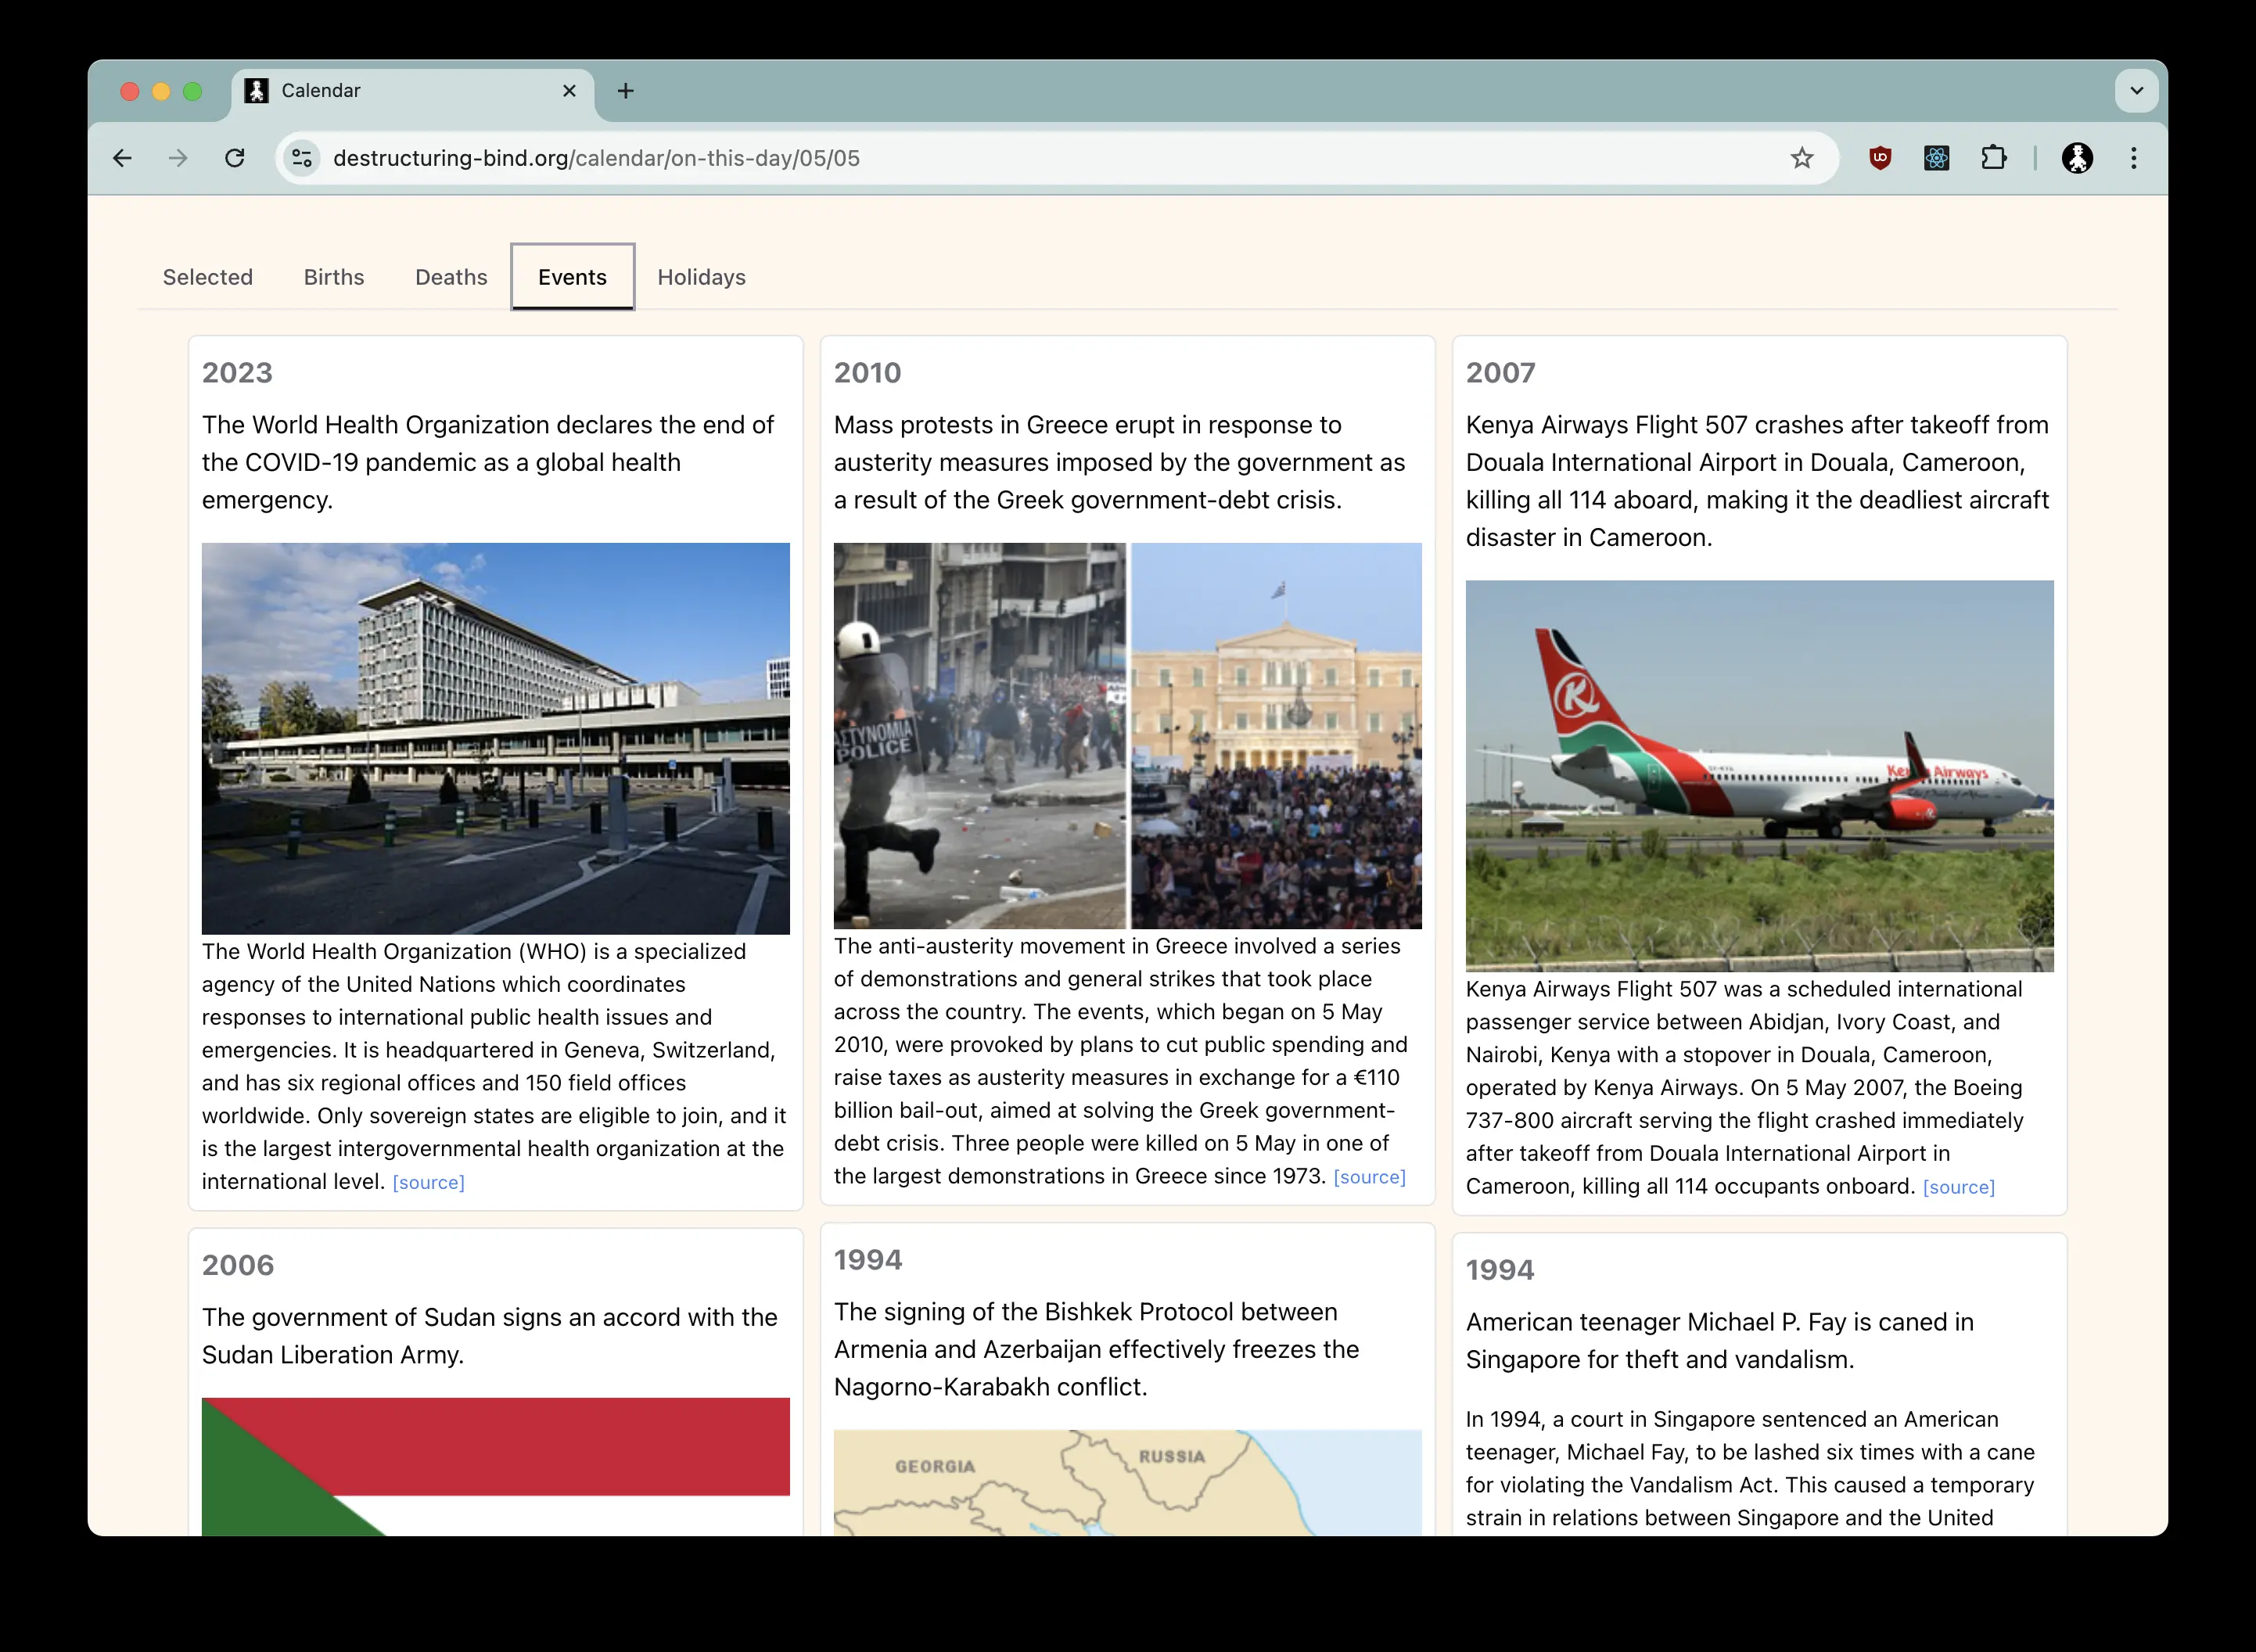 Calendar
destructuring-bind.org/calendar/on-this-day/05/05
Selected
Births
Deaths
Events
Holidays
2023
The World Health Organization declares the end of
the COVID-19 pandemic as a global health
emergency.
The World Health Organization (WHO) is a specialized
agency of the United Nations which coordinates
responses to international public health issues and
emergencies. It is headquartered in Geneva, Switzerland,
and has six regional offices and 150 field offices
worldwide. Only sovereign states are eligible to join, and it
is the largest intergovernmental health organization at the
international level. [source]
2010
Mass protests in Greece erupt in response to
austerity measures imposed by the government as
a result of the Greek government-debt crisis.
POLICE
The anti-austerity movement in Greece involved a series
of demonstrations and general strikes that took place
across the country. The events, which began on 5 May
2010, were provoked by plans to cut public spending and
raise taxes as austerity measures in exchange for a €110
billion bail-out, aimed at solving the Greek government-
debt crisis. Three people were killed on 5 May in one of
the largest demonstrations in Greece since 1973. [source]
2007
Kenya Airways Flight 507 crashes after takeoff from
Douala International Airport in Douala, Cameroon,
killing all 114 aboard, making it the deadliest aircraft
disaster in Cameroon.
K
Airways
Kenya Airways Flight 507 was a scheduled international
passenger service between Abidjan, Ivory Coast, and
Nairobi, Kenya with a stopover in Douala, Cameroon,
operated by Kenya Airways. On 5 May 2007, the Boeing
737-800 aircraft serving the flight crashed immediately
after takeoff from Douala International Airport in
Cameroon, killing all 114 occupants onboard. [source]
2006
The government of Sudan signs an accord with the
Sudan Liberation Army.
1994
The signing of the Bishkek Protocol between
Armenia and Azerbaijan effectively freezes the
Nagorno-Karabakh conflict.
GEORGIA
RUSSIA
1994
American teenager Michael P. Fay is caned in
Singapore for theft and vandalism.
In 1994, a court in Singapore sentenced an American
teenager, Michael Fay, to be lashed six times with a cane
for violating the Vandalism Act. This caused a temporary
strain in relations between Singapore and the United